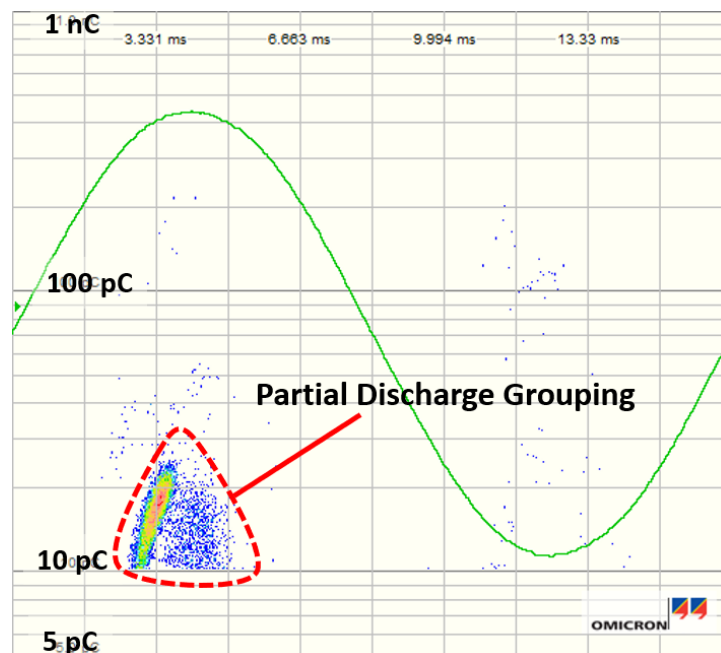 1 nC
3.331 ms 6.663 ms 9.994 ms 13.33 ms
100 pC
Partial Discharge Grouping
10 pC
OMICRON
5 pC